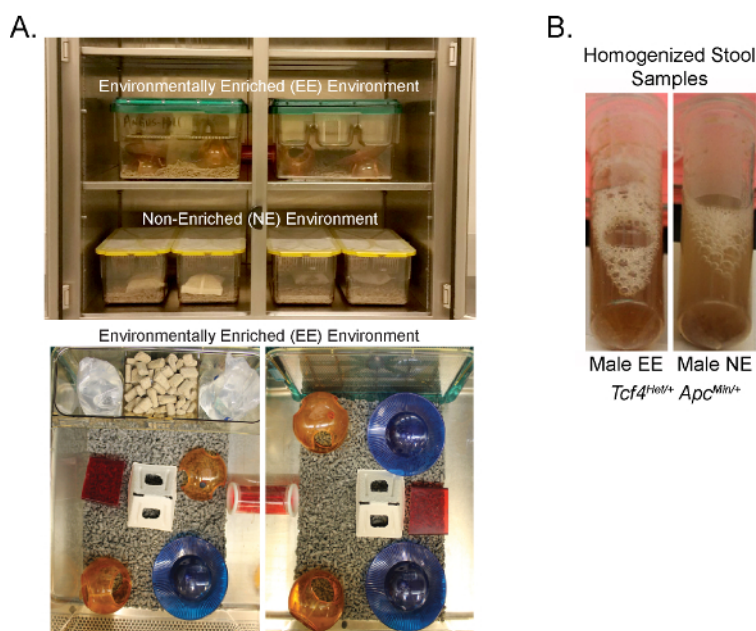 A.
Environmentally Enriched (EE) Environment
Non-Enriched (NE) Environment
Environmentally Enriched (EE) Environment
B.
Homogenized Stool
Samples
Male EE
Male NE
Tcf4Het/+ ApcMin/+